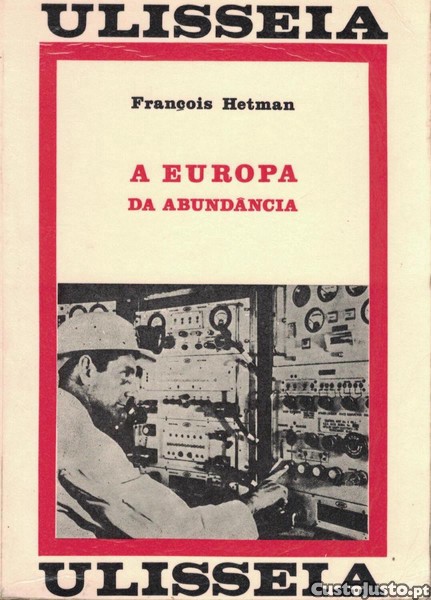 ULISSEIA
François Hetman
A EUROPA
DA ABUNDÂNCIA
ULISSEIA
CustoJusto.pt